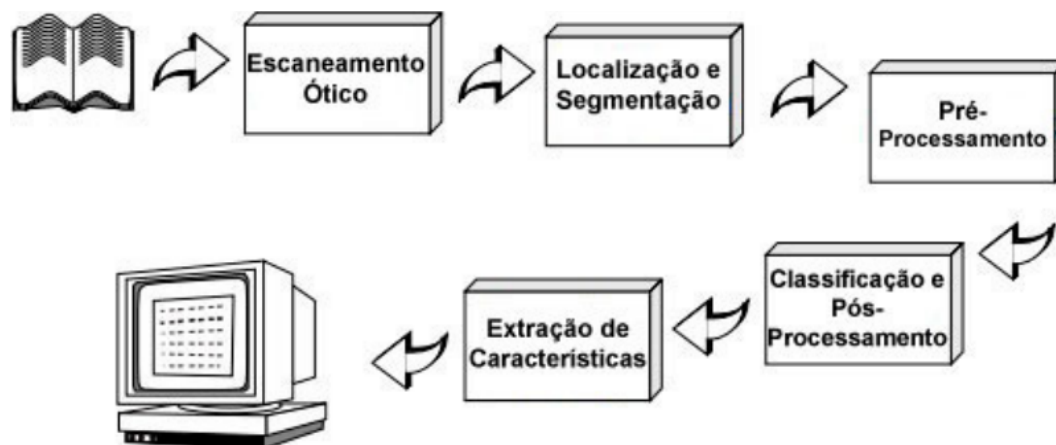 Escaneamento
Ótico
Localização e
Segmentação
Pré-
Processamento
Classificação e
Pós-
Processamento
Extração de
Características